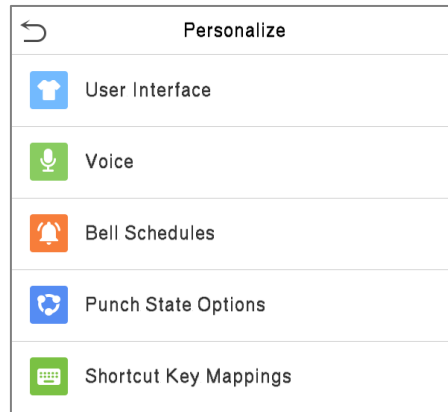 Personalize
User Interface
Voice
Bell Schedules
Punch State Options
Shortcut Key Mappings